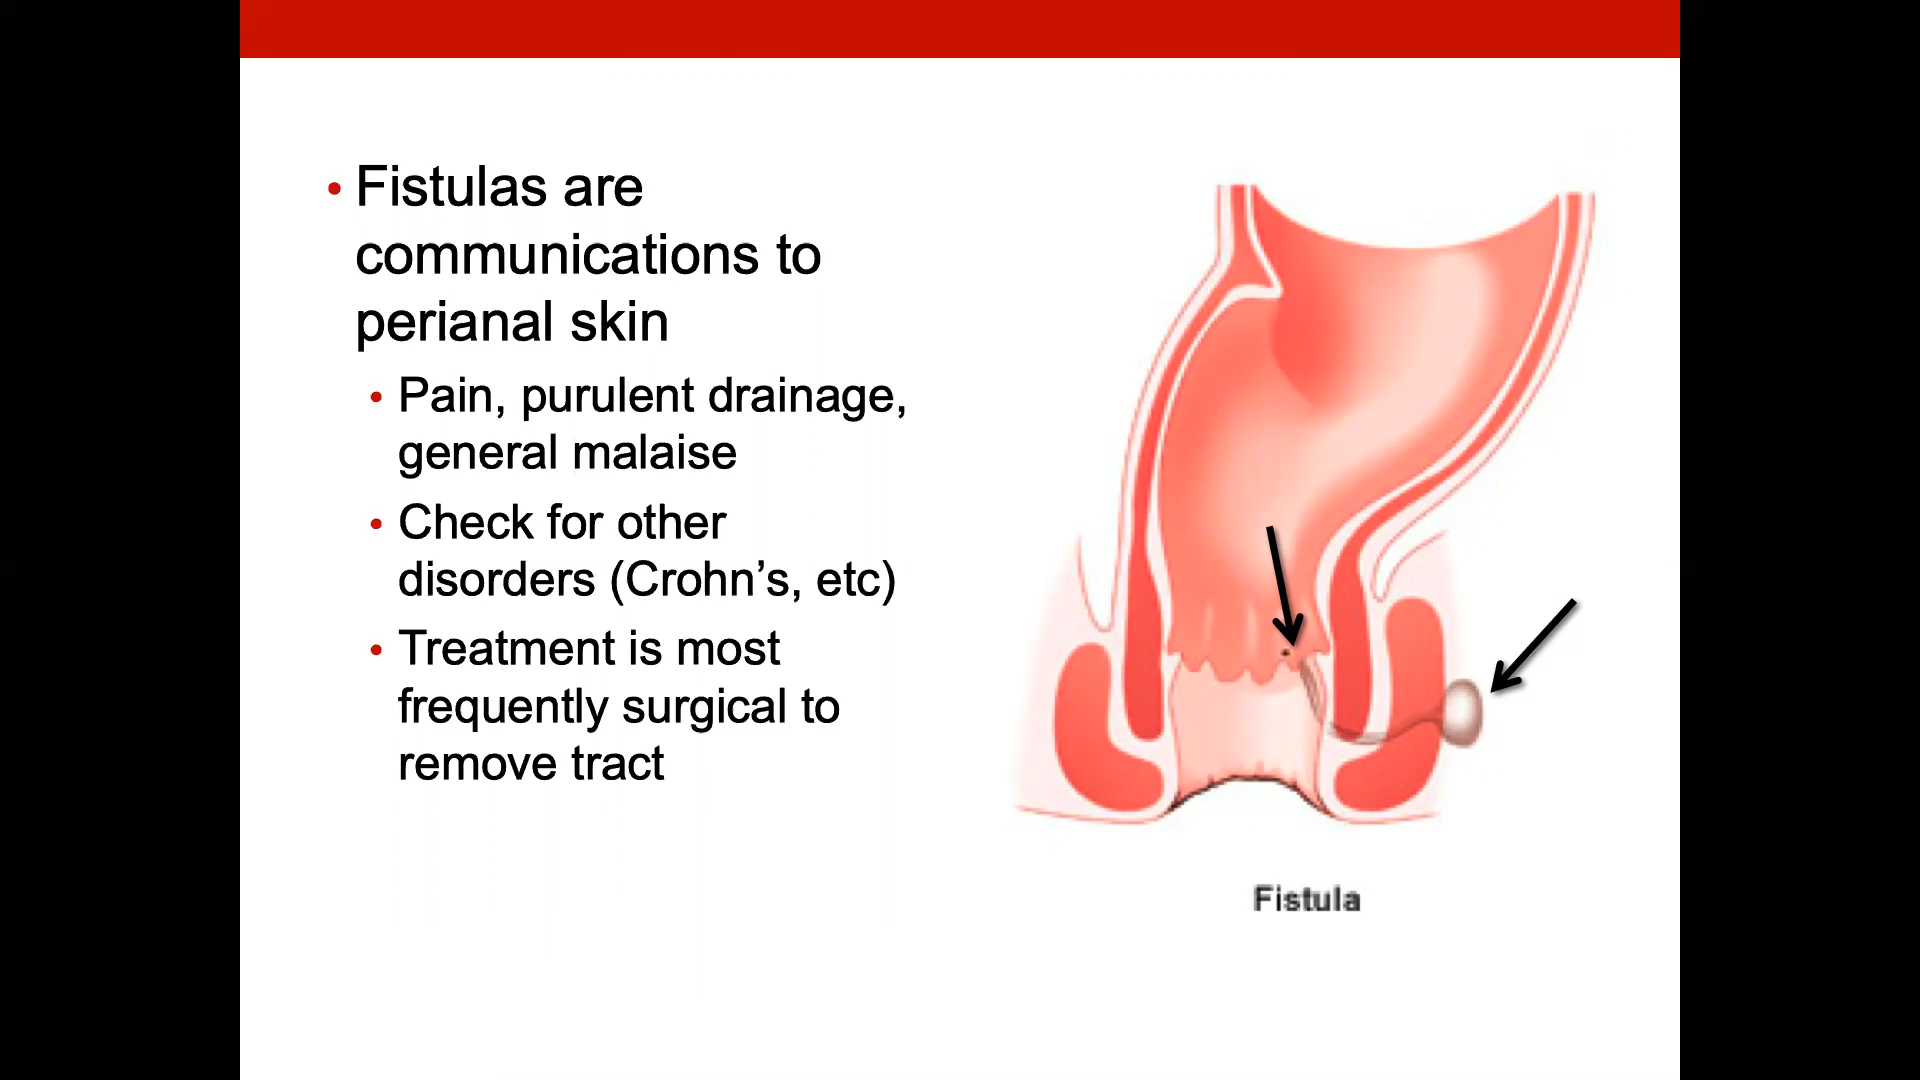 • Fistulas are
communications to
perianal skin
• Pain, purulent drainage,
general malaise
• Check for other
disorders (Crohn’s, etc)
• Treatment is most
frequently surgical to
remove tract
Fistula